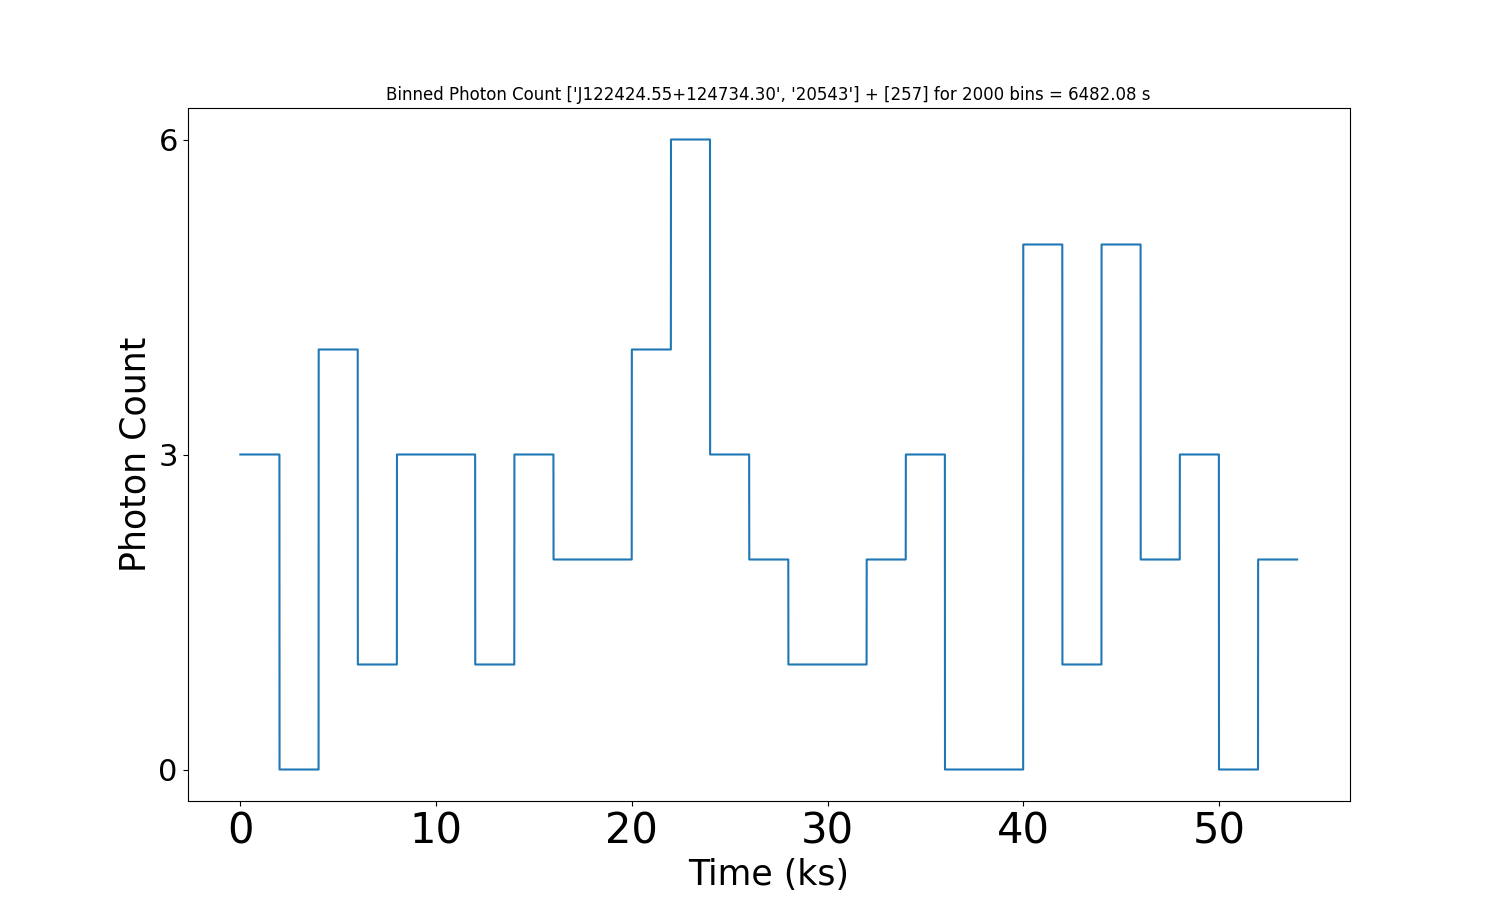 Binned Photon Count ['J122424.55+124734.30', '20543'] + [257] for 2000 bins = 6482.08 s
6
3
0
Photon Count
0 10 20 30 40 50
Time (ks)